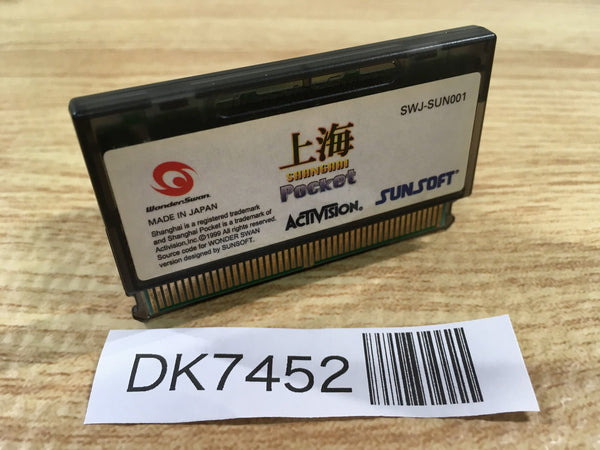 SWJ-SUN001
上海
SHANGHAI
Pocket
WonderSwan
MADE IN JAPAN
ACTIVISION.
SUNSOFT
Shanghai is a registered trademark
and Shanghai Pocket is a trademark of
Activision,Inc.©1999 All rights reserved.
Source code for WONDER SWAN
version designed by SUNSOFT.
DK7452